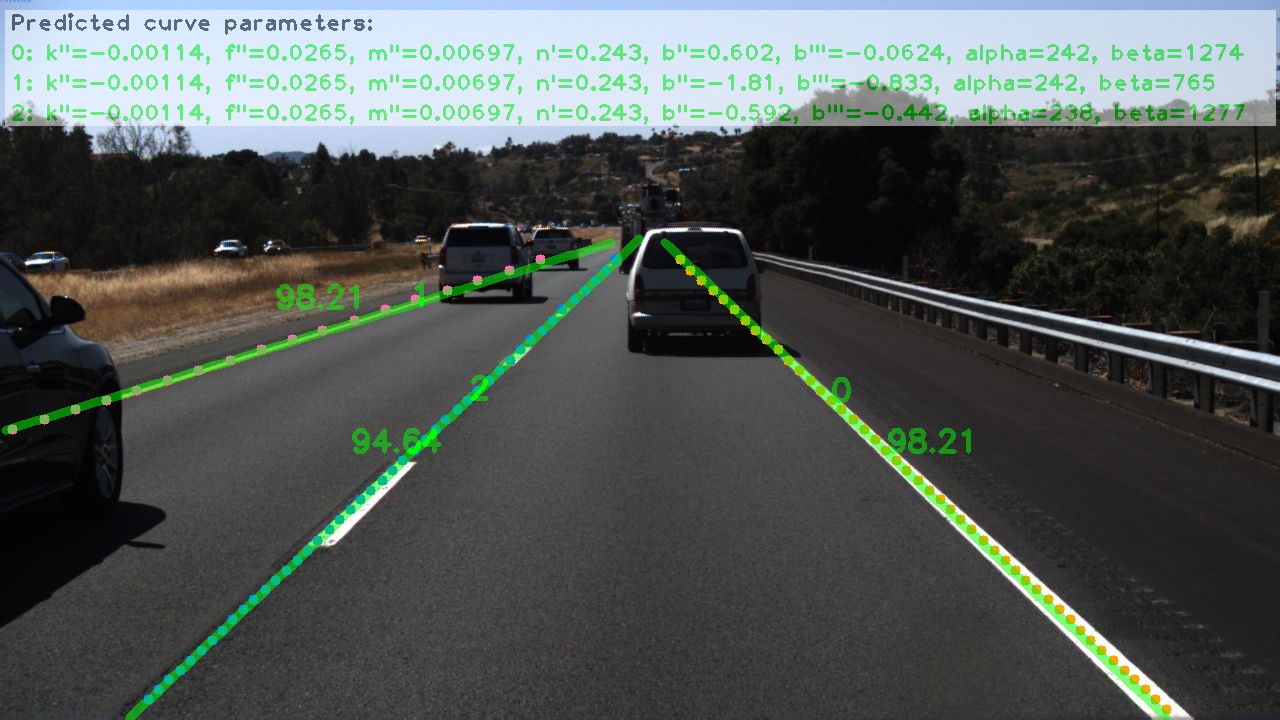 Predicted curve parameters:
0: k''=-0.00114, f''=0.0265, m''=0.00697, n'=0.243, b''=0.602, b'''=-0.0624, alpha=242, beta=1274
1: k''=-0.00114, f''=0.0265, m''=0.00697, n'=0.243, b''=-1.81, b'''=-0.833, alpha=242, beta=765
2: k''=-0.00114, f''=0.0265, m''=0.00697, n'=0.243, b''=-0.592, b'''=-0.442, alpha=238, beta=1277
98.21 1
2 0
94.64 98.21